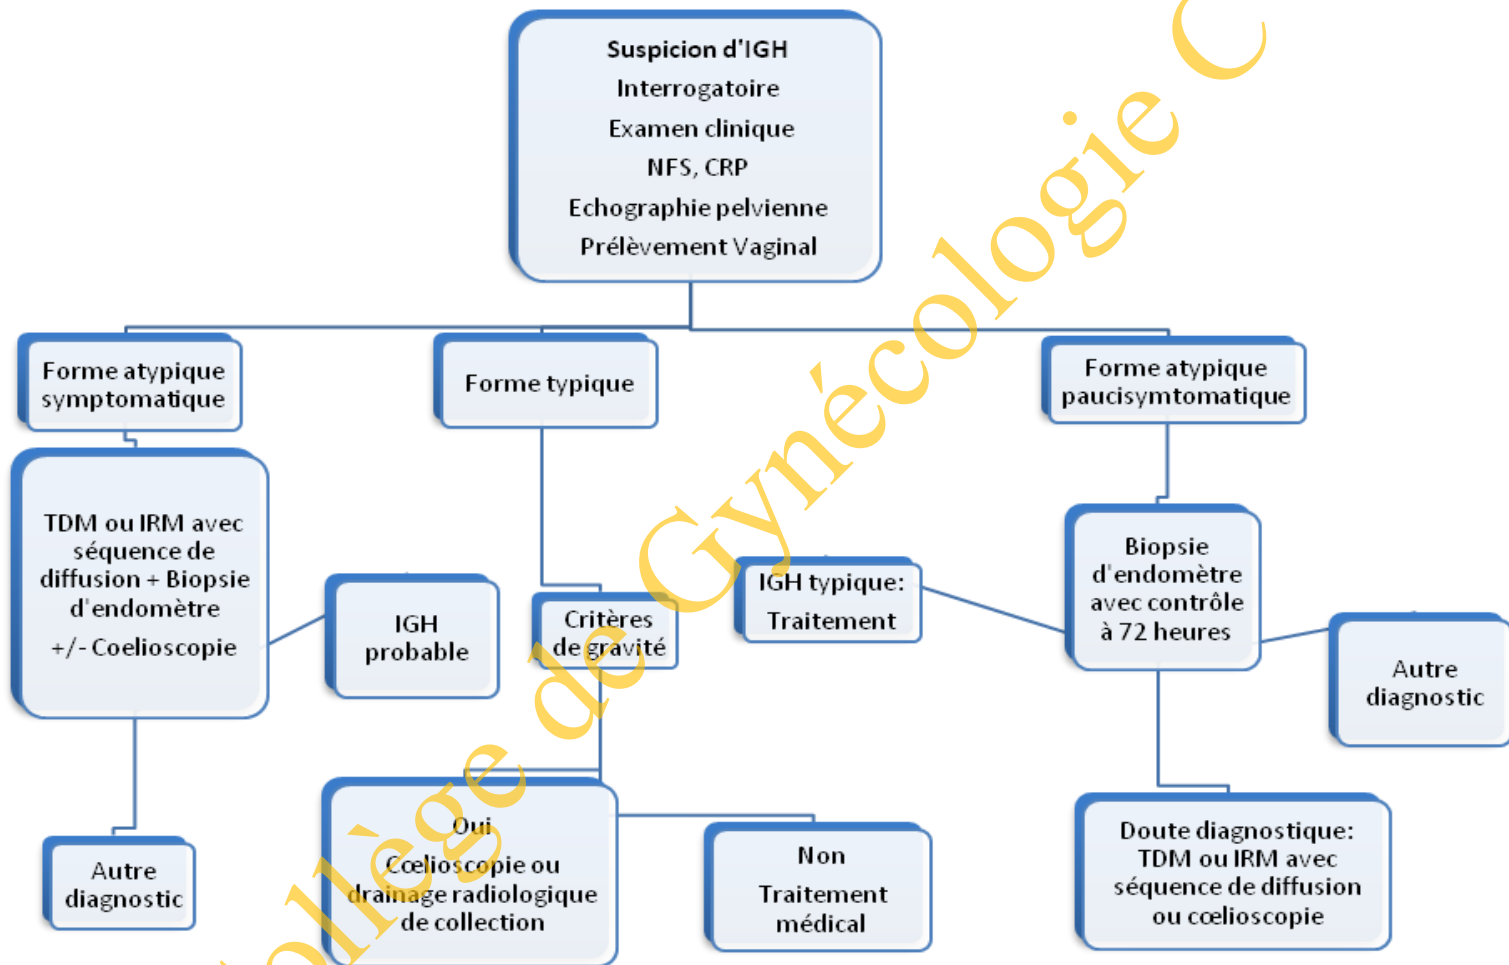 Suspicion d'IGH
Interrogatoire
Examen clinique
NFS, CRP
Echographie pelvienne
Prélèvement Vaginal
Forme atypique
symptomatique
Forme typique
Forme atypique
paucisymtomatique
TDM ou IRM avec
séquence de
diffusion + Biopsie
d'endomètre
+/- Coelioscopie
IGH
probable
Critères
de gravité
IGH typique:
Traitement
Biopsie
d'endomètre
avec contrôle
à 72 heures
Autre
diagnostic
Autre
diagnostic
Oui
Cœlioscopie ou
drainage radiologique
de collection
Non
Traitement
médical
Doute diagnostique:
TDM ou IRM avec
séquence de diffusion
ou cœlioscopie
ollège de Gynécologie C